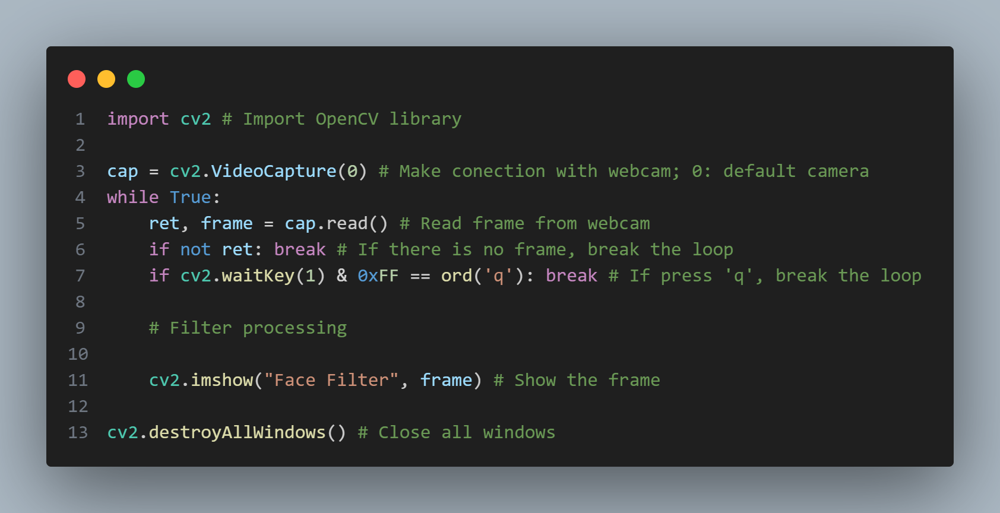 1 import cv2 # Import OpenCV library
2
3 cap = cv2.VideoCapture(0) # Make conection with webcam; 0: default camera
4 while True:
5     ret, frame = cap.read() # Read frame from webcam
6     if not ret: break # If there is no frame, break the loop
7     if cv2.waitKey(1) & 0xFF == ord('q'): break # If press 'q', break the loop
8
9     # Filter processing
10
11     cv2.imshow("Face Filter", frame) # Show the frame
12
13 cv2.destroyAllWindows() # Close all windows